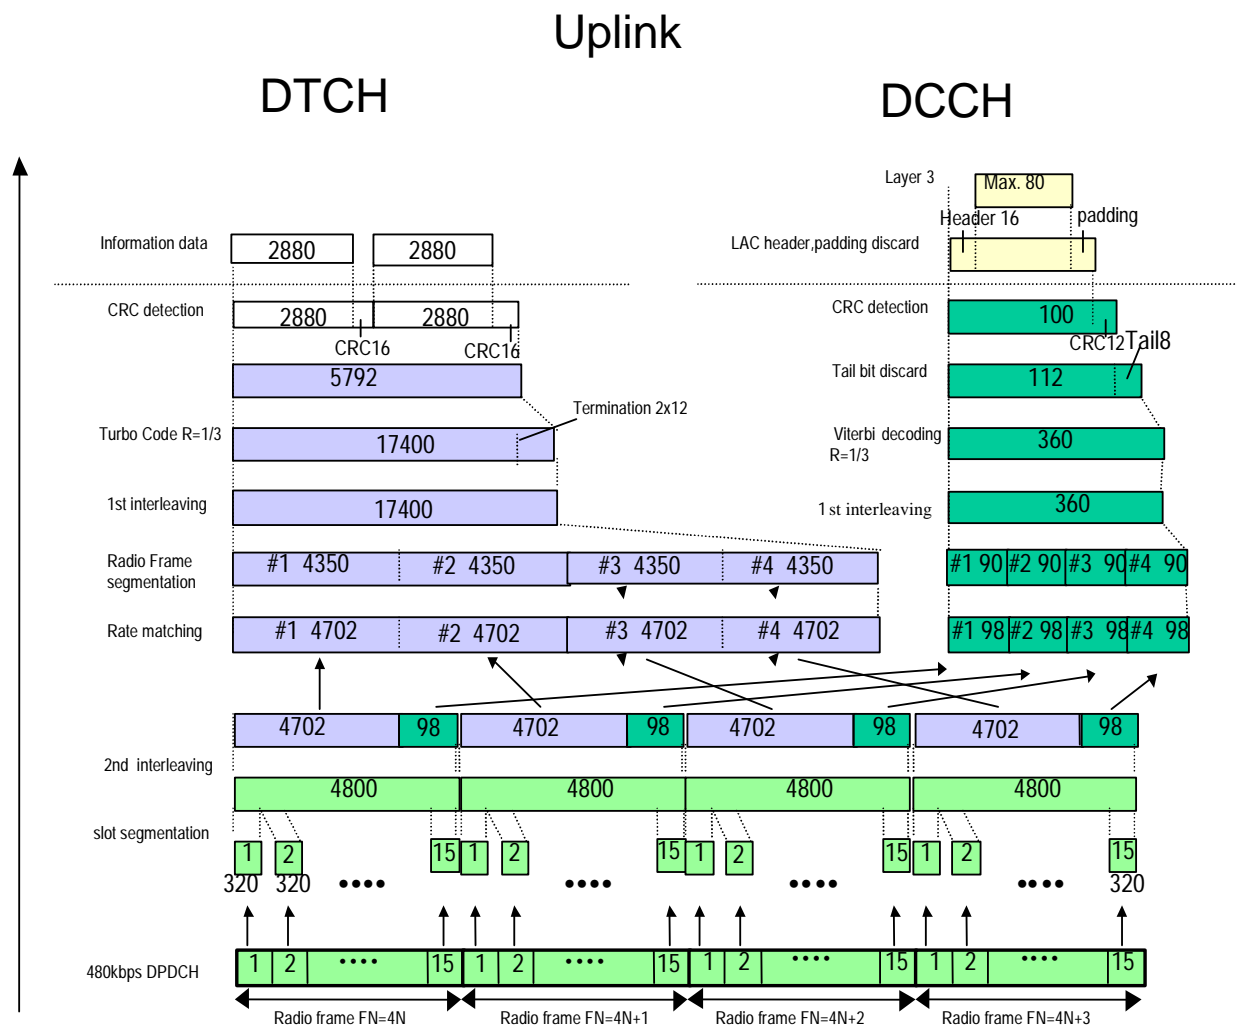 Uplink
DTCH
DCCH
Layer 3
Max. 80
Header 16
padding
Information data
2880
2880
LAC header,padding discard
CRC detection
2880
2880
CRC16
CRC16
CRC detection
100
CRC12
Tail8
5792
Tail bit discard
112
Termination 2x12
Turbo Code R=1/3
17400
Viterbi decoding
R=1/3
360
1st interleaving
17400
1st interleaving
360
Radio Frame
segmentation
#1 4350
#2 4350
#3 4350
#4 4350
#1 90
#2 90
#3 90
#4 90
Rate matching
#1 4702
#2 4702
#3 4702
#4 4702
#1 98
#2 98
#3 98
#4 98
4702
98
4702
98
4702
98
4702
98
2nd interleaving
4800
4800
4800
4800
slot segmentation
1
2
15
1
2
15
1
2
15
1
2
15
320
320
••••
••••
••••
••••
320
480kbps DPDCH
1
2
••••
15
1
2
••••
15
1
2
••••
15
1
2
••••
15
Radio frame FN=4N
Radio frame FN=4N+1
Radio frame FN=4N+2
Radio frame FN=4N+3